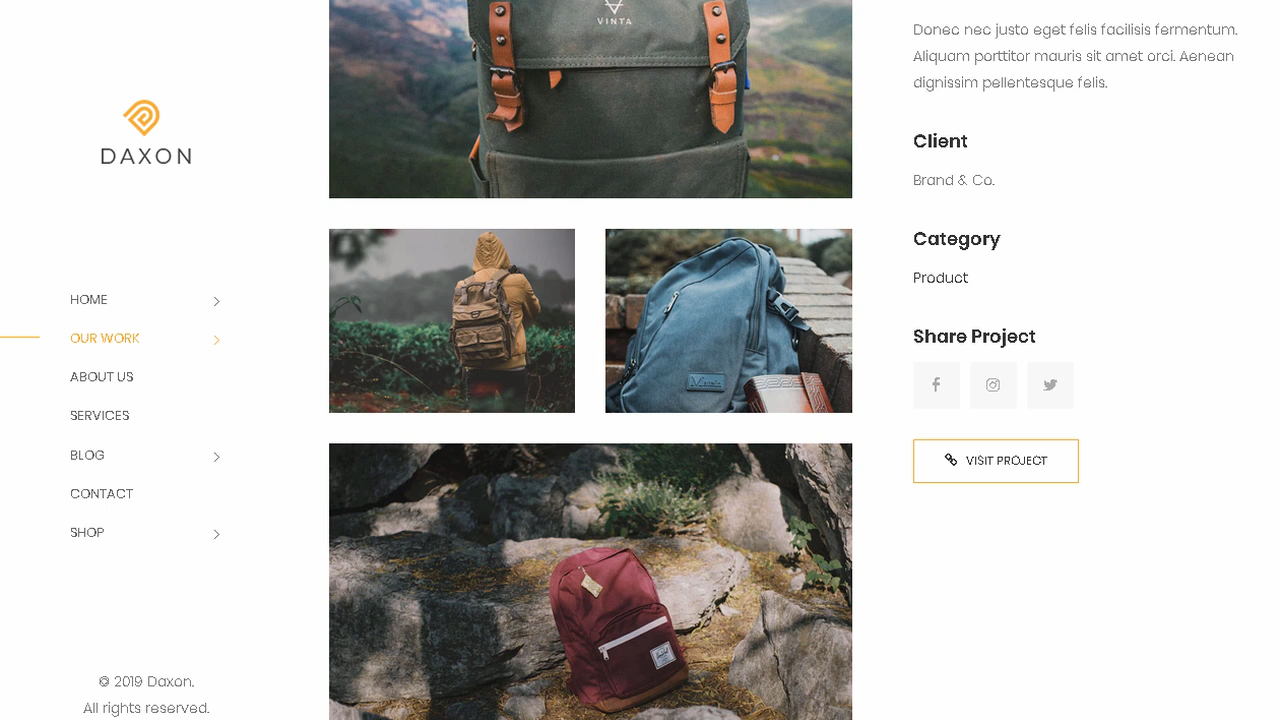 DAXON
HOME
OUR WORK
ABOUT US
SERVICES
BLOG
CONTACT
SHOP
© 2019 Daxon.
All rights reserved.
VINTA
Donec nec justo eget felis facilisis fermentum.
Aliquam porttitor mauris sit amet orci. Aenean
dignissim pellentesque felis.
Client
Brand & Co.
Category
Product
Share Project
VISIT PROJECT